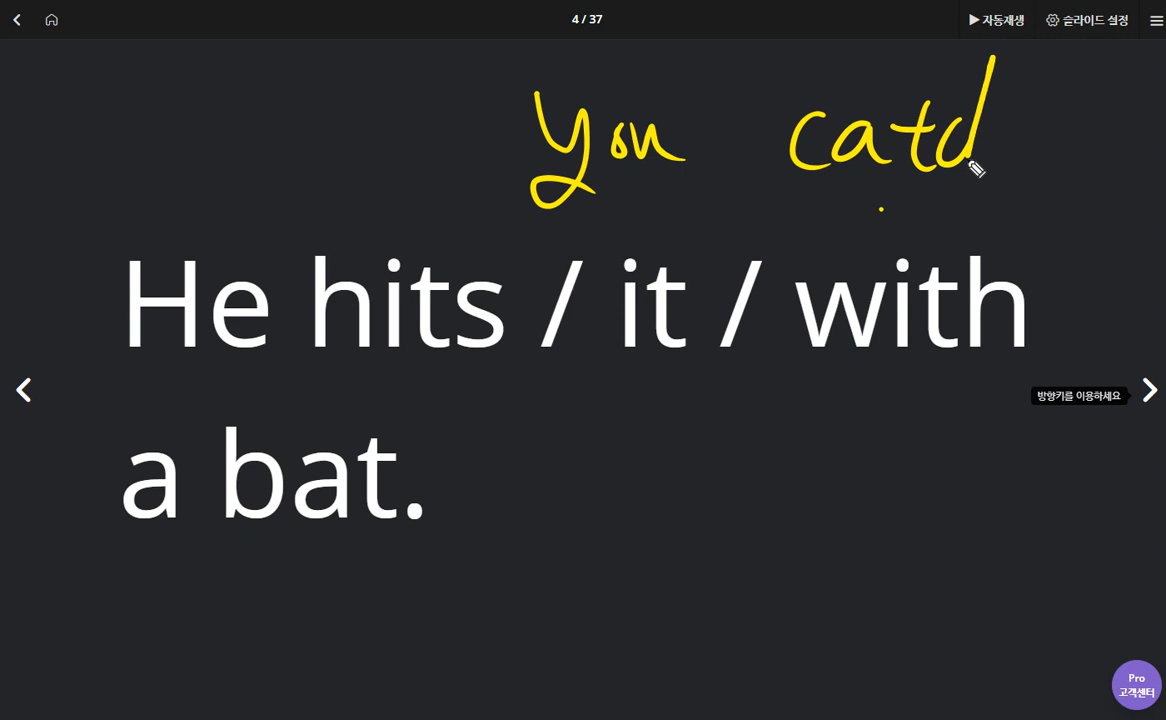 4 / 37
▶ 자동재생
슬라이드 설정
you catd
He hits / it / with
a bat.
방향키를 이용하세요
Pro
고객센터